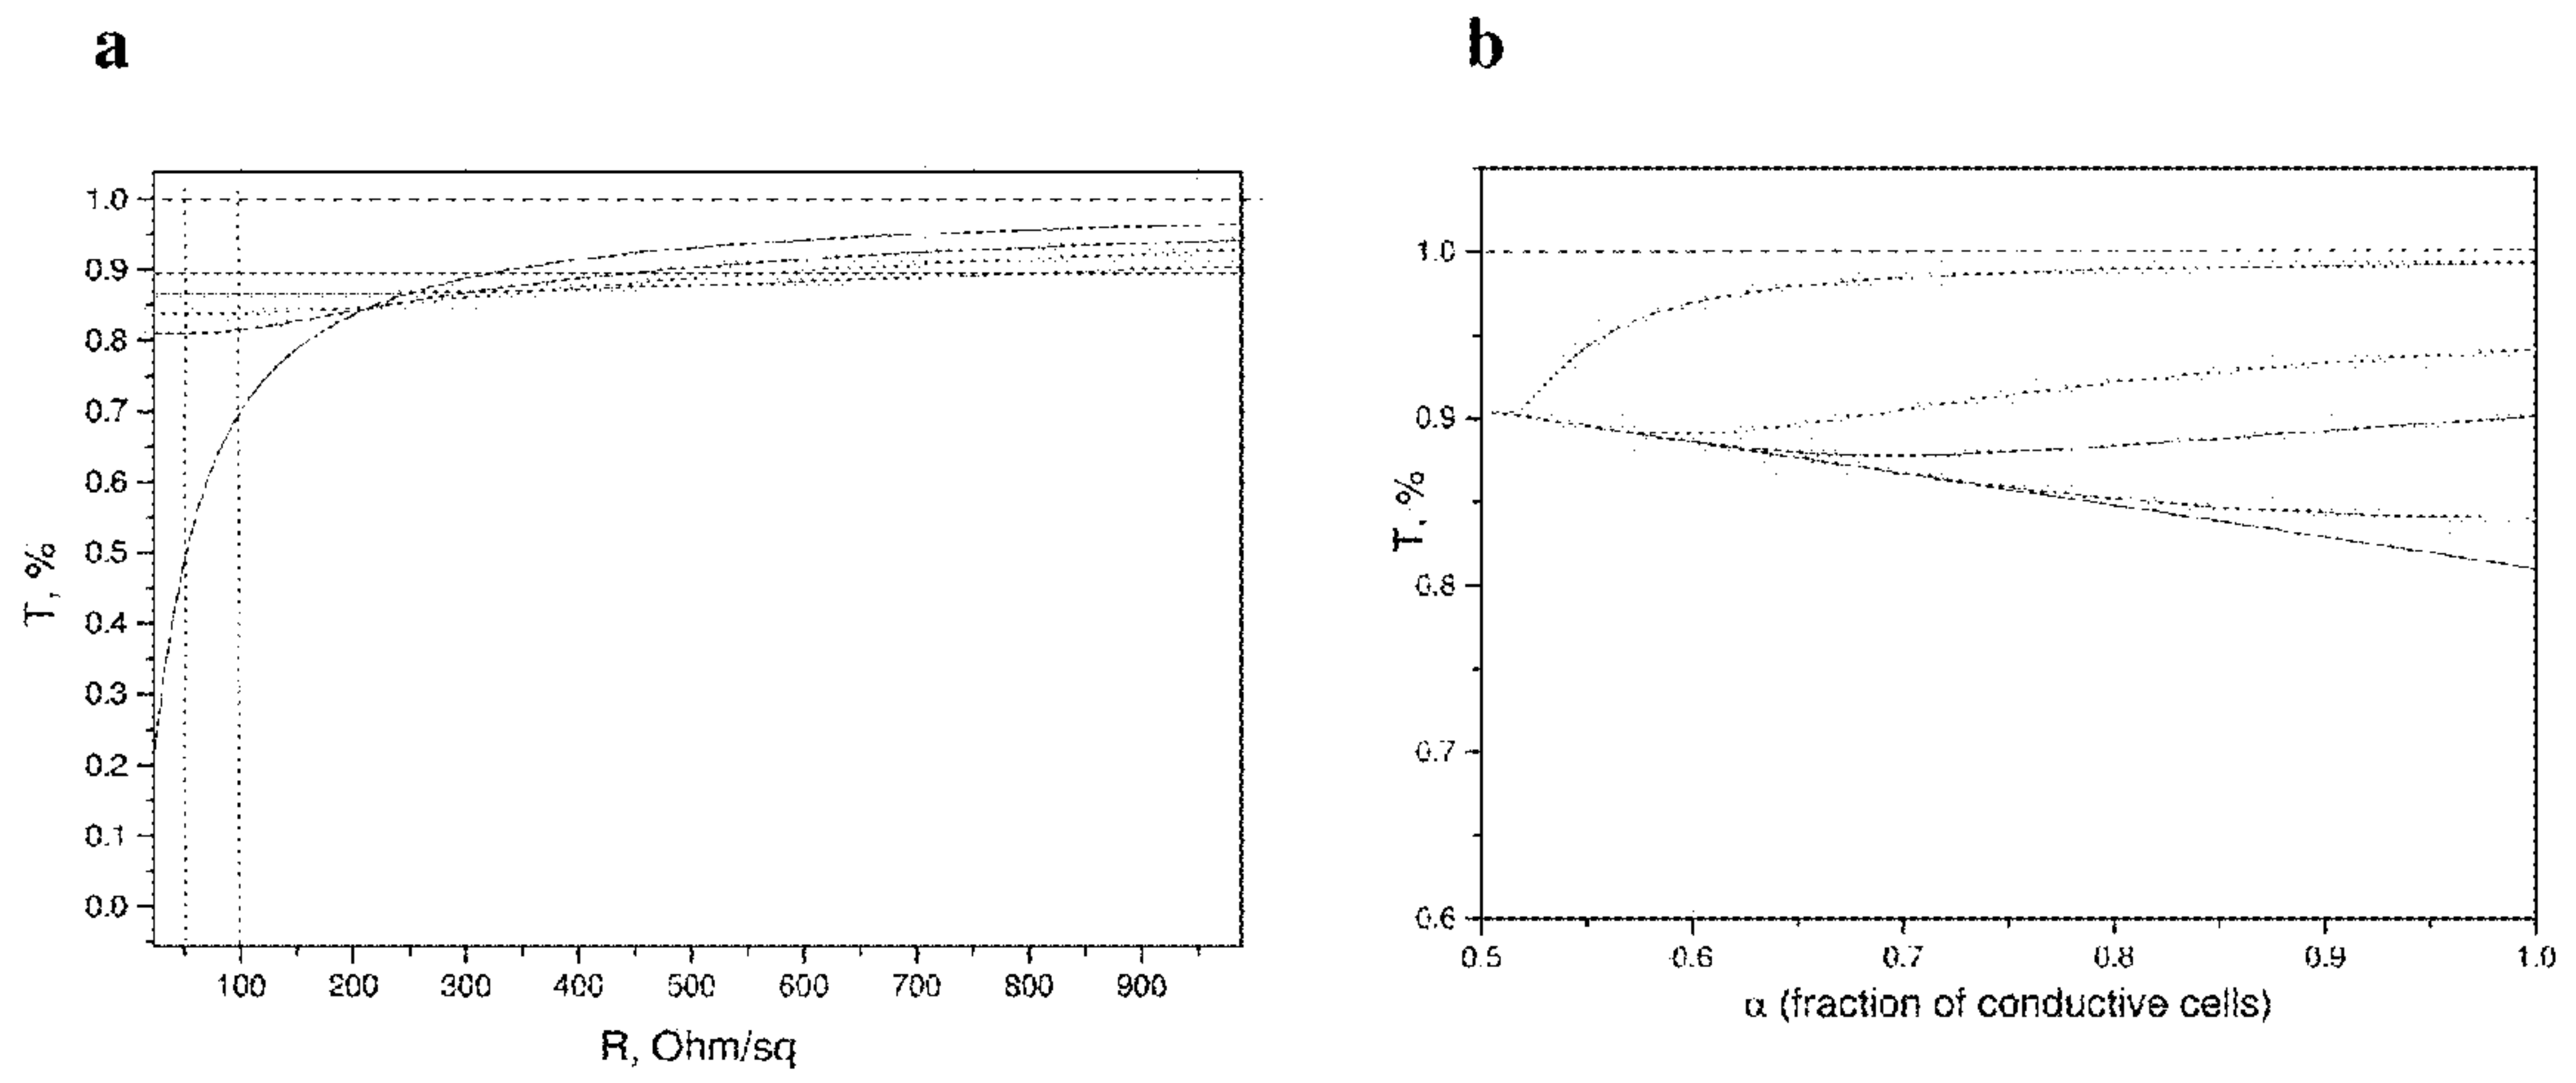 a
1.0
0.9
0.8
0.7
0.6
0.5
0.4
0.3
0.2
0.1
0.0
T, %
100 200 300 400 500 600 700 800 900
R, Ohm/sq
b
1.0
0.9
0.8
0.7
0.6
T, %
0.5 0.6 0.7 0.8 0.9 1.0
α (fraction of conductive cells)